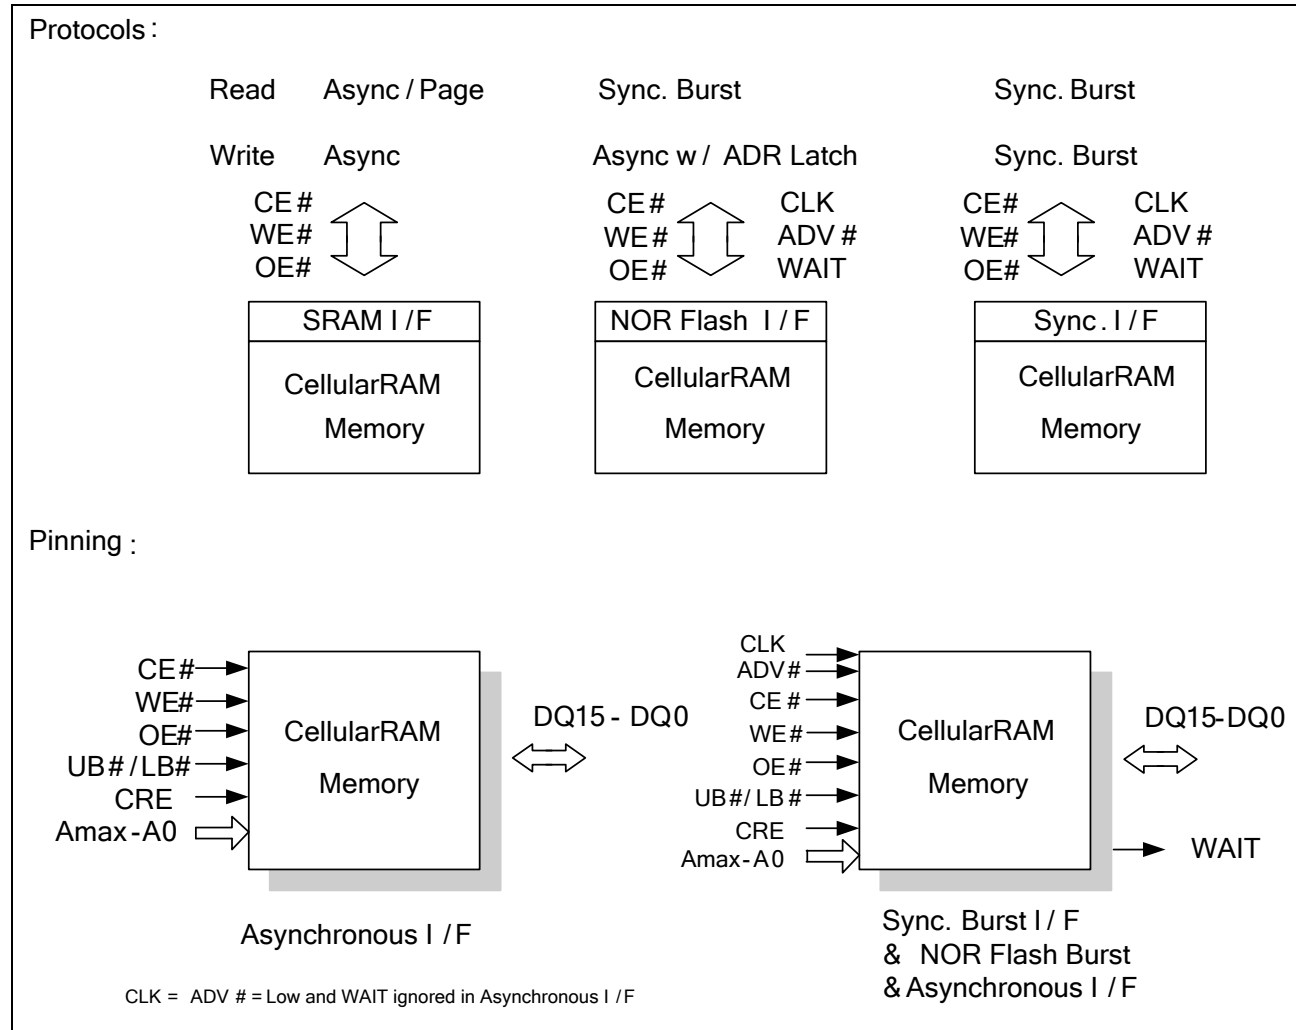 Protocols :
Read Async / Page Sync. Burst Sync. Burst
Write Async Async w / ADR Latch Sync. Burst
CE # CE # CLK CE# CLK
WE# WE # ADV # WE# ADV #
OE# OE # WAIT OE# WAIT
SRAM I / F NOR Flash I / F Sync . I / F
CellularRAM CellularRAM CellularRAM
Memory Memory Memory
Pinning :
CE #
WE#
OE#
UB # / LB#
CRE
Amax - A0
CellularRAM
Memory
DQ15 - DQ0
Asynchronous I / F
CLK = ADV # = Low and WAIT ignored in Asynchronous I / F
CLK
ADV #
CE #
WE #
OE #
UB #/ LB #
CRE
Amax - A0
CellularRAM
Memory
DQ15-DQ0
WAIT
Sync. Burst I / F
& NOR Flash Burst
& Asynchronous I / F